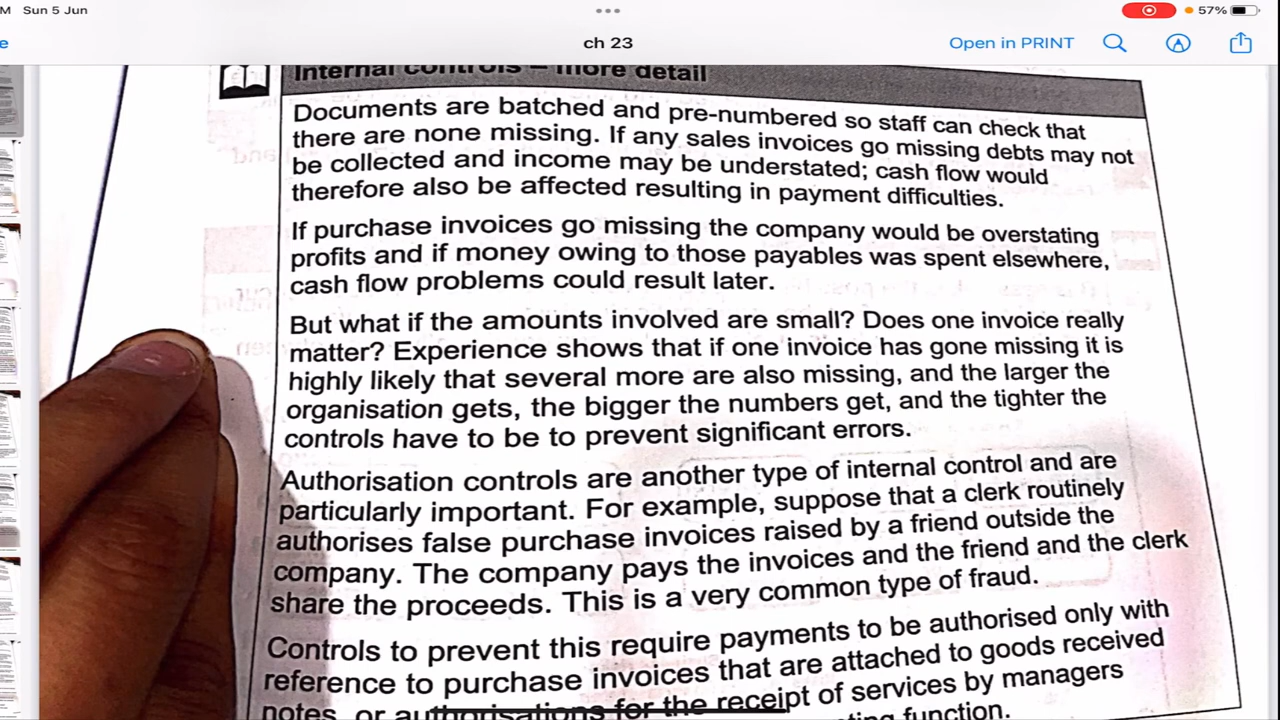 M Sun 5 Jun
57%
e
ch 23
Open in PRINT
Internal controls – more detail
Documents are batched and pre-numbered so staff can check that
there are none missing. If any sales invoices go missing debts may not
be collected and income may be understated; cash flow would
therefore also be affected resulting in payment difficulties.
If purchase invoices go missing the company would be overstating
profits and if money owing to those payables was spent elsewhere,
cash flow problems could result later.
But what if the amounts involved are small? Does one invoice really
matter? Experience shows that if one invoice has gone missing it is
highly likely that several more are also missing, and the larger the
organisation gets, the bigger the numbers get, and the tighter the
controls have to be to prevent significant errors.
Authorisation controls are another type of internal control and are
particularly important. For example, suppose that a clerk routinely
authorises false purchase invoices raised by a friend outside the
company. The company pays the invoices and the friend and the clerk
share the proceeds. This is a very common type of fraud.
Controls to prevent this require payments to be authorised only with
reference to purchase invoices that are attached to goods received
notes, or authorisations for the receipt of services by managers
function.